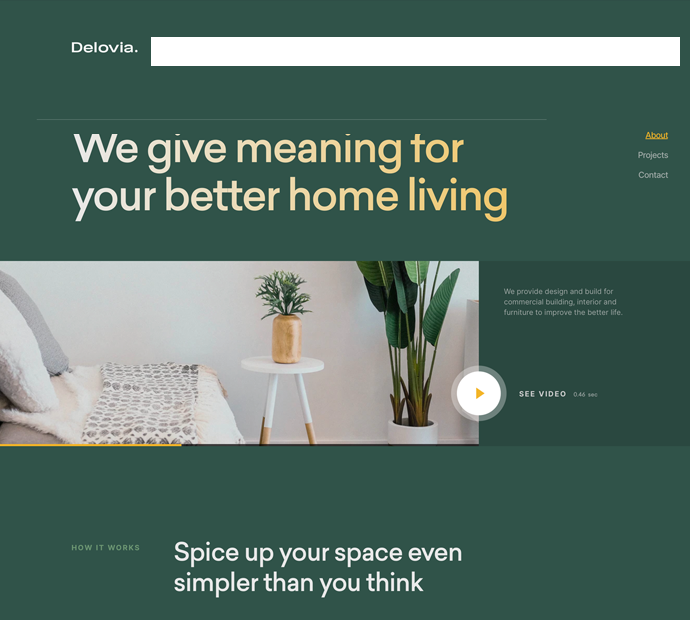 Delovia.
We give meaning for
your better home living
About
Projects
Contact
We provide design and build for
commercial building, interior and
furniture to improve the better life.
SEE VIDEO 0.46 sec
HOW IT WORKS
Spice up your space even
simpler than you think